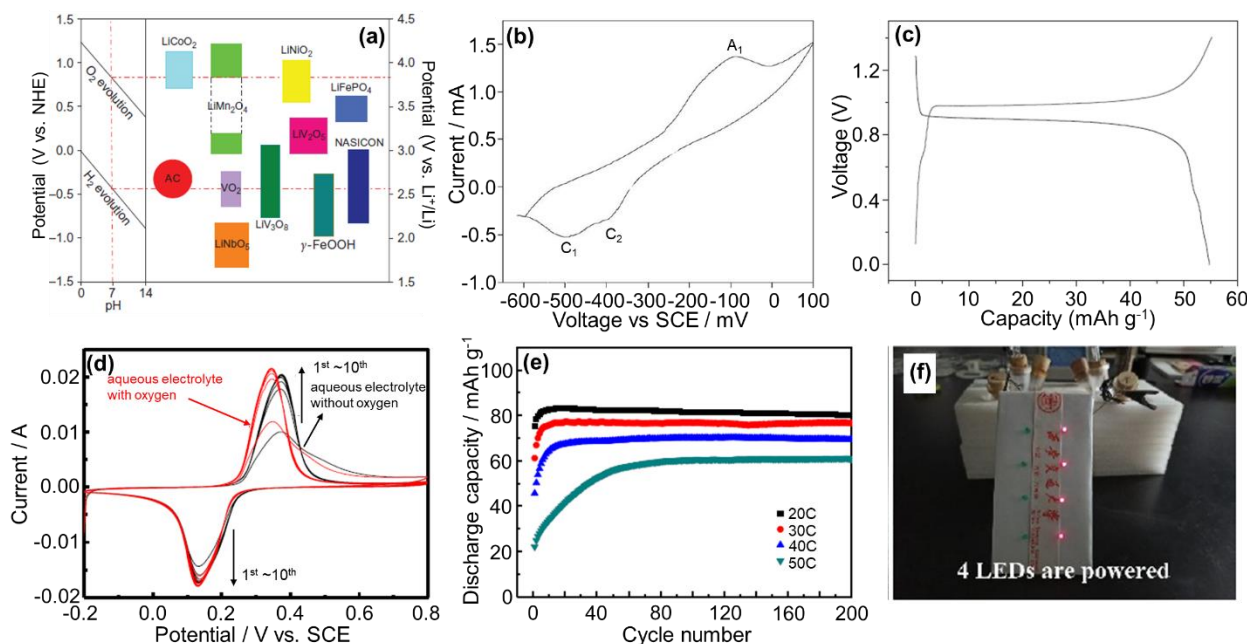 (a)
Potential (V vs. NHE)
1.5
1.0
0.5
0.0
−0.5
−1.0
−1.5
O₂ evolution
H₂ evolution
0
7
14
pH
LiCoO₂
LiMn₂O₄
LiNiO₂
LiFePO₄
LiV₂O₅
NASICON
AC
VO₂
LiV₃O₈
LiNbO₅
γ-FeOOH
4.5
4.0
3.5
3.0
2.5
2.0
1.5
Potential (V vs. Li⁺/Li)
(b)
Current / mA
1.5
1.0
0.5
0.0
-0.5
-1.0
A₁
C₁
C₂
-600 -500 -400 -300 -200 -100 0 100
Voltage vs SCE / mV
(c)
Voltage (V)
1.2
0.8
0.4
0.0
0 10 20 30 40 50 60
Capacity (mAh g⁻¹)
(d)
Current / A
0.02
0.01
0.00
-0.01
-0.02
aqueous electrolyte
with oxygen
1ˢᵗ ~10ᵗʰ
aqueous electrolyte
without oxygen
1ˢᵗ ~10ᵗʰ
-0.2 0.0 0.2 0.4 0.6 0.8
Potential / V vs. SCE
(e)
Discharge capacity / mAh g⁻¹
100
80
60
40
20
0
20C
30C
40C
50C
0 40 80 120 160 200
Cycle number
(f)
4 LEDs are powered